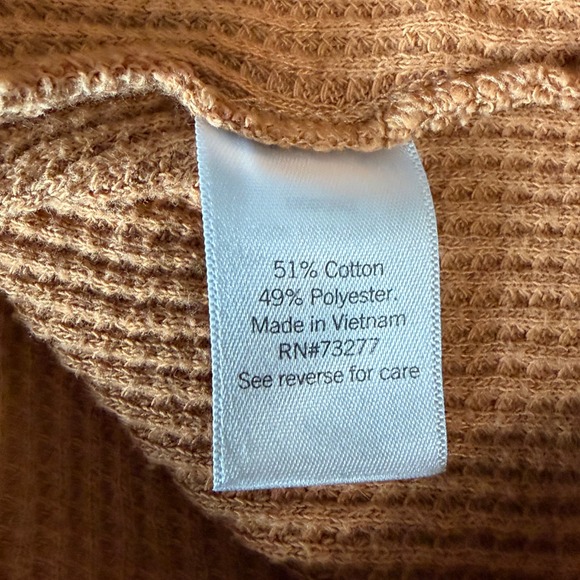 51% Cotton
49% Polyester.
Made in Vietnam
RN#73277
See reverse for care